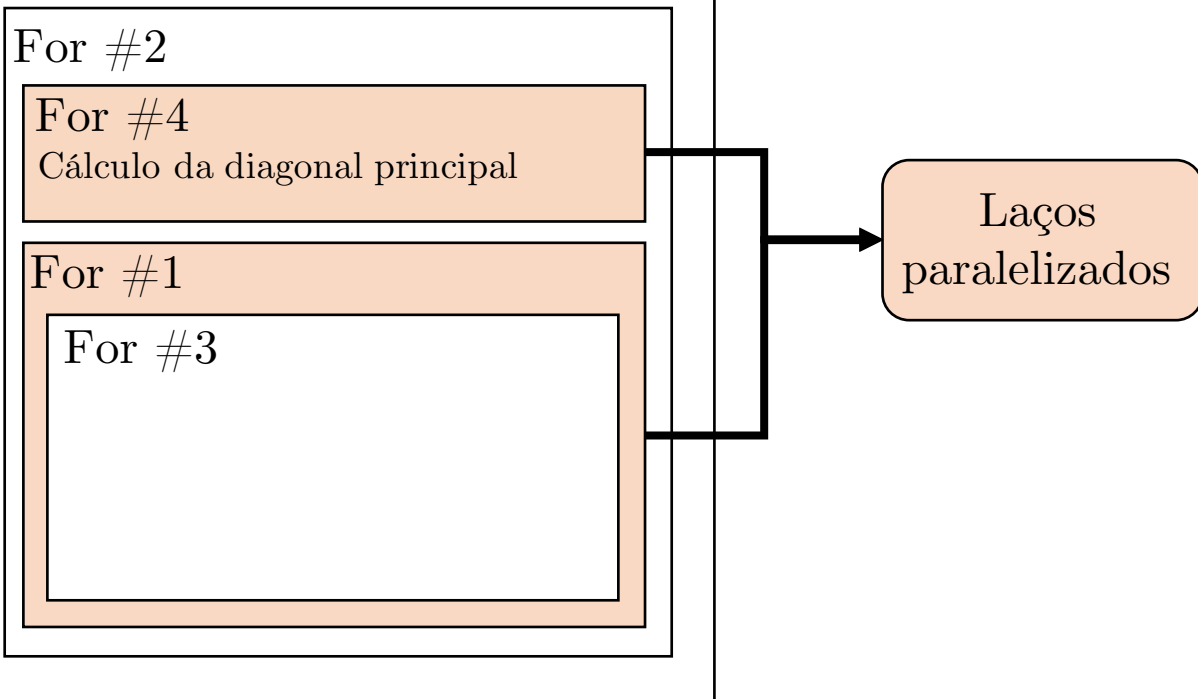 For #2
For #4
Cálculo da diagonal principal
For #1
For #3
Laços
paralelizados